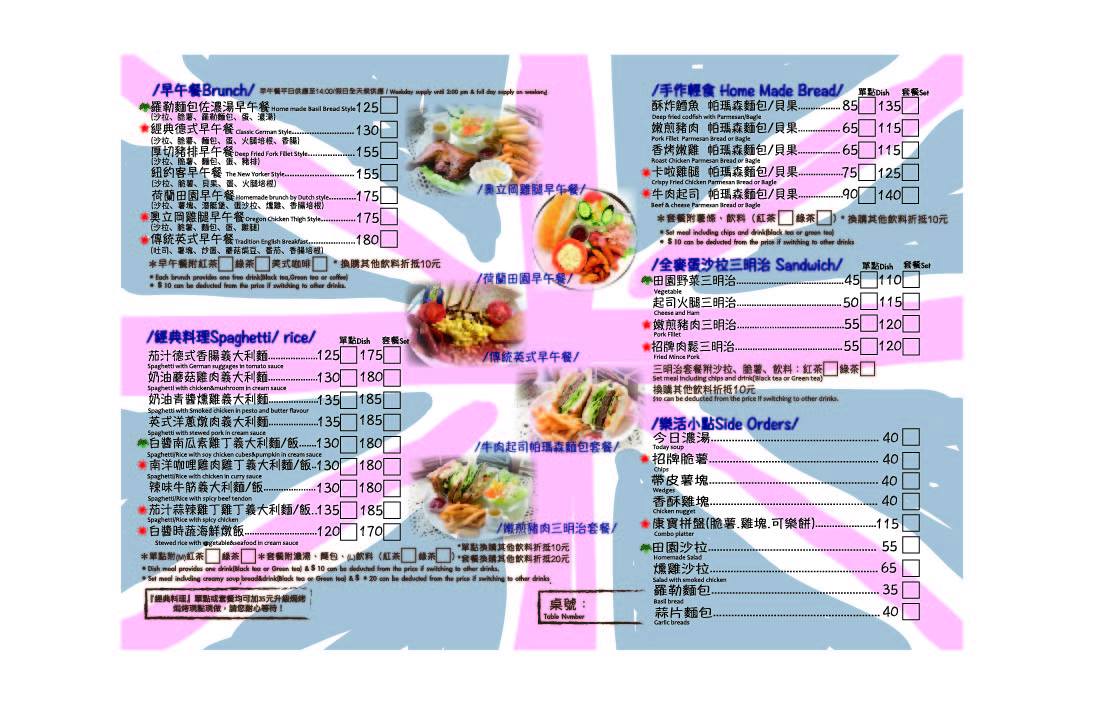 /早午餐Brunch/ 早午餐平日供應至14:00/假日全天候供應 / Weekday supply until 2:00 pm & full day supply on weekend
羅勒麵包佐濃湯早午餐 Home made Basil Bread Style 125
(沙拉、脆薯、羅勒麵包、蛋、濃湯)
經典德式早午餐 Classic German Style 130
(沙拉、脆薯、麵包、蛋、火腿培根、香腸)
厚切豬排早午餐 Deep Fried Pork Fillet Style 155
(沙拉、脆薯、麵包、蛋、豬排)
紐約客早午餐 The New Yorker Style 155
(沙拉、脆薯、貝果、蛋、火腿培根)
荷蘭田園早午餐 Homemade brunch by Dutch style 175
奧立岡雞腿早午餐 Oregon Chicken Thigh Style 175
(沙拉、脆薯、麵包、蛋、雞腿)
傳統英式早午餐 Tradition English Breakfast 180
(吐司、薯塊、炒蛋、蘑菇焗豆、番茄、香腸培根)
*早午餐附紅茶 綠茶 美式咖啡 *換購其他飲料折抵10元
* Each brunch provides one free drink(Black tea,Green tea or coffee)
* $ 10 can be deducted from the price if switching to other drinks.
/經典料理Spaghetti/ rice/ 單點Dish 套餐Set
茄汁德式香腸義大利麵 125 175
Spaghetti with German suggages in tomato sauce
奶油蘑菇雞肉義大利麵 130 180
Spaghetti with chicken&mushroom in cream sauce
奶油青醬燻雞義大利麵 135 185
Spaghetti with Smoked chicken in pesto and butter flavour
英式洋蔥燉肉義大利麵 135 185
Spaghetti with stewed pork in cream sauce
白醬南瓜素雞丁義大利麵/飯 130 180
Spaghetti/Rice with soy chicken cubes&pumpkin in cream sauce
南洋咖哩雞肉雞丁義大利麵/飯 130 180
Spaghetti/Rice with chicken in curry sauce
辣味牛筋義大利麵/飯 130 180
Spaghetti/Rice with spicy beef tendon
茄汁蒜辣雞丁雞丁義大利麵/飯 135 185
Spaghetti/Rice with spicy chicken
白醬時蔬海鮮燉飯 120 170
Stewed rice with vegetable&seafood in cream sauce
*單點附(M)紅茶 綠茶 *套餐附濃湯、麵包、(L)飲料 (紅茶 綠茶 ) *單點換購其他飲料折抵10元
*套餐換購其他飲料折抵20元
* Dish meal provides one drink(Black tea or Green tea) & $ 10 can be deducted from the price if switching to other drinks.
* Set meal including creamy soup bread&drink(Black tea or Green tea) & $ * 20 can be deducted from the price if switching to other drinks.
『經典料理』單點或套餐均可加35元升級焗烤
焗烤現點現做，請您耐心等待！
/奧立岡雞腿早午餐/
/荷蘭田園早午餐/
/傳統英式早午餐/
/牛肉起司帕瑪森麵包套餐/
/嫩煎豬肉三明治套餐/
桌號：
Table Number
/手作輕食 Home Made Bread/ 單點Dish 套餐Set
酥炸鱈魚 帕瑪森麵包/貝果 85 135
Deep fried codfish with Parmesan/Bagle
嫩煎豬肉 帕瑪森麵包/貝果 65 115
Pork Fillet Parmesan Bread or Bagle
香烤嫩雞 帕瑪森麵包/貝果 65 115
Roast Chicken Parmesan Bread or Bagle
卡啦雞腿 帕瑪森麵包/貝果 75 125
Crispy Fried Chicken Parmesan Bread or Bagle
牛肉起司 帕瑪森麵包/貝果 90 140
Beef & cheese Parmesan Bread or Bagle
*套餐附薯條、飲料 (紅茶 綠茶 ) *換購其他飲料折抵10元
* Set meal including chips and drink(Black tea or green tea)
* $ 10 can be deducted from the price if switching to other drinks
/全麥蛋沙拉三明治 Sandwich/ 單點Dish 套餐Set
田園野菜三明治 45 110
Vegetable
起司火腿三明治 50 115
Cheese and Ham
嫩煎豬肉三明治 55 120
Pork Fillet
招牌肉鬆三明治 55 120
Fried Mince Pork
三明治套餐附沙拉、脆薯、飲料：紅茶 綠茶
Set meal including chips and drink(Black tea or Green tea)
換購其他飲料折抵10元
$10 can be deducted from the price if switching to other drinks.
/樂活小點Side Orders/
今日濃湯 40
Today soup
招牌脆薯 40
Chips
帶皮薯塊 40
Wedges
香酥雞塊 40
Chicken nugget
康寶拼盤(脆薯.雞塊.可樂餅) 115
Combo platter
田園沙拉 55
Homemade Salad
燻雞沙拉 65
Salad with smoked chicken
羅勒麵包 35
Basil bread
蒜片麵包 40
Garlic breads